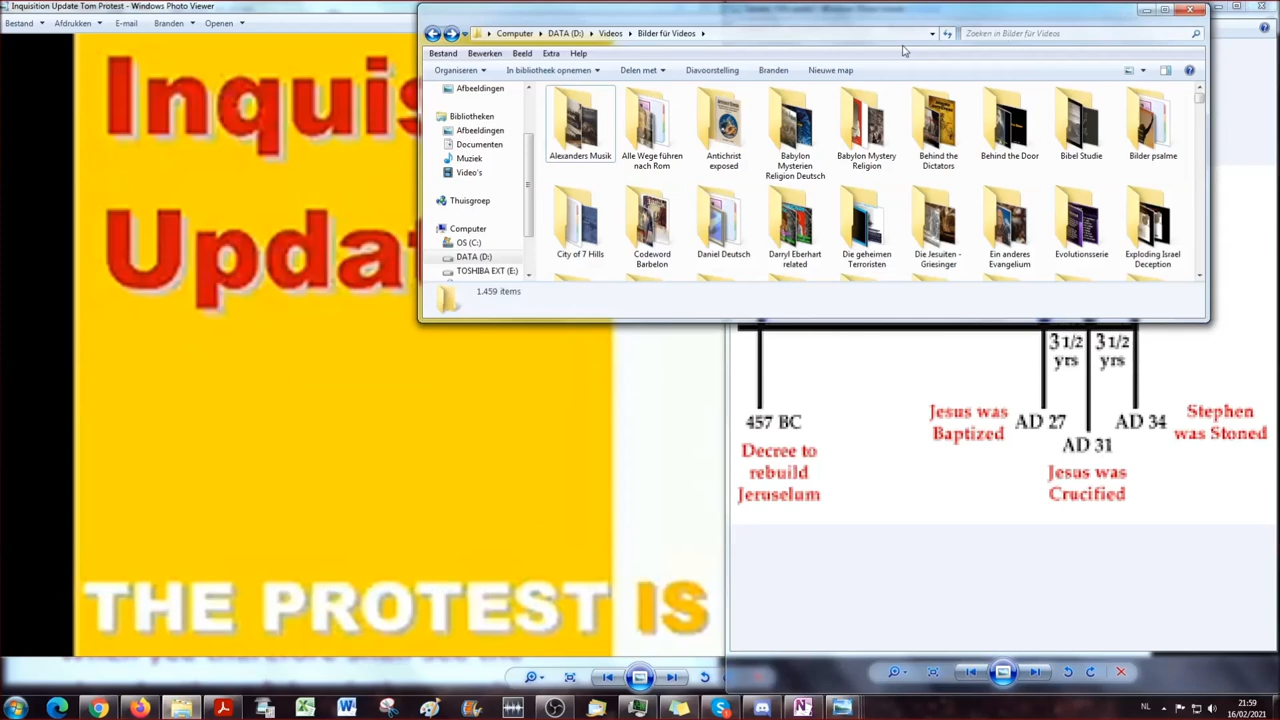 Inquisition Update Tom Protest - Windows Photo Viewer
Bestand Afdrukken E-mail Branden Openen
Inquis
Updat
THE PROTEST IS
Computer DATA (D:) Videos Bilder für Videos
Zoeken in Bilder für Videos
Bestand Bewerken Beeld Extra Help
Organiseren In bibliotheek opnemen Delen met Diavoorstelling Branden Nieuwe map
Afbeeldingen
Bibliotheken
Afbeeldingen
Documenten
Muziek
Video's
Thuisgroep
Computer
OS (C:)
DATA (D:)
TOSHIBA EXT (E:)
Alexanders Musik
Alle Wege führen nach Rom
Antichrist exposed
Babylon Mysterien Religion Deutsch
Babylon Mystery Religion
Behind the Dictators
Behind the Door
Bibel Studie
Bilder psalme
City of 7 Hills
Codeword Barbelon
Daniel Deutsch
Darryl Eberhart related
Die geheimen Terroristen
Die Jesuiten - Griesinger
Ein anderes Evangelium
Evolutionsserie
Exploding Israel Deception
1.459 items
3 1/2 yrs
3 1/2 yrs
457 BC
Decree to
rebuild
Jeruselum
Jesus was
Baptized
AD 27
AD 31
Jesus was
Crucified
AD 34
Stephen
was Stoned
NL
21:59
16/02/2021